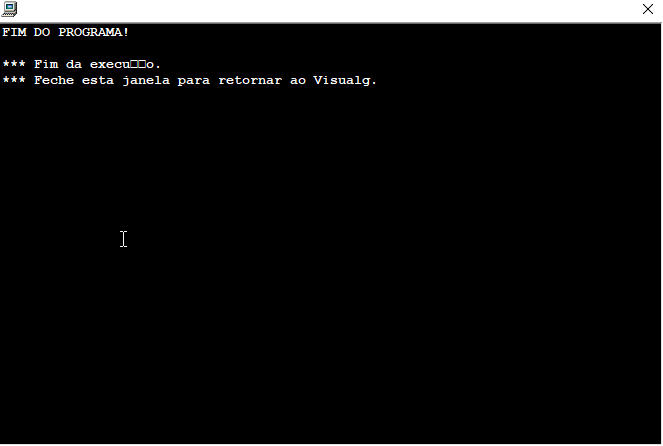 FIM DO PROGRAMA!
*** Fim da execu□□o.
*** Feche esta janela para retornar ao Visualg.